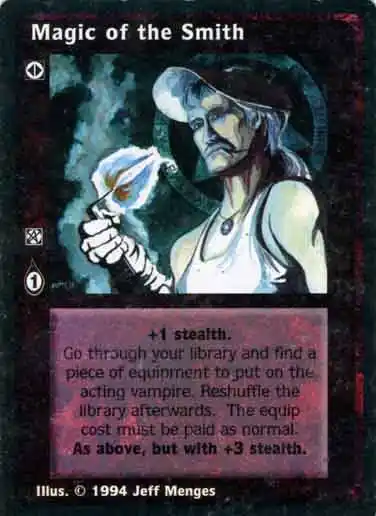 Magic of the Smith
1
+1 stealth.
Go through your library and find a
piece of equipment to put on the
acting vampire. Reshuffle the
library afterwards. The equip
cost must be paid as normal.
As above, but with +3 stealth.
Illus. © 1994 Jeff Menges